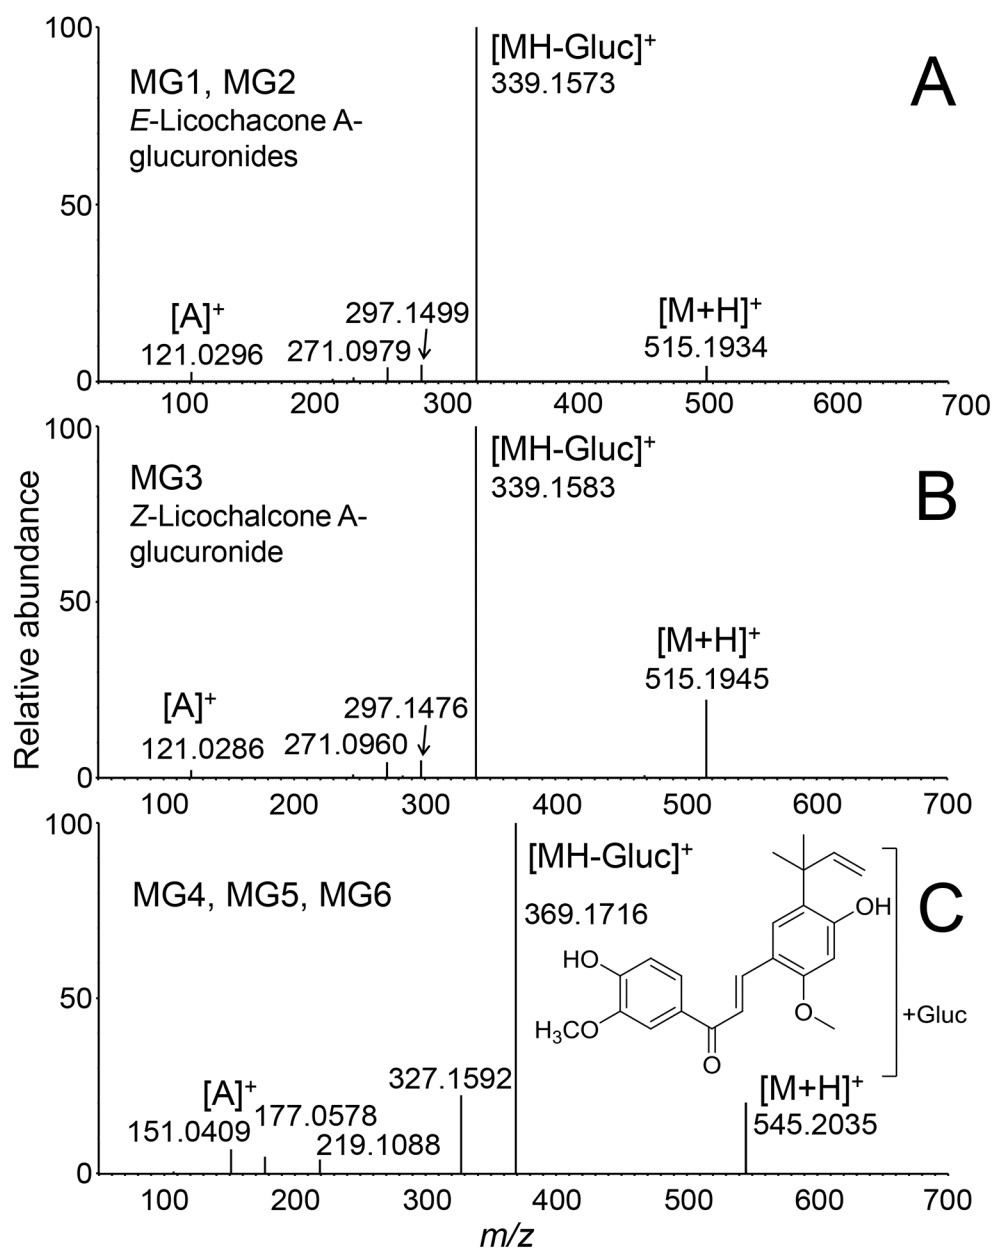 100
[MH-Gluc]⁺
339.1573
A
MG1, MG2
E-Licochacone A-
glucuronides
50
[A]⁺
121.0296
297.1499
271.0979
[M+H]⁺
515.1934
0
100 200 300 400 500 600 700
100
[MH-Gluc]⁺
339.1583
B
MG3
Z-Licochalcone A-
glucuronide
50
[A]⁺
121.0286
297.1476
271.0960
[M+H]⁺
515.1945
0
100 200 300 400 500 600 700
100
[MH-Gluc]⁺
369.1716
C
MG4, MG5, MG6
OH
HO
H₃CO
O
O
+Gluc
50
[A]⁺
151.0409
177.0578
219.1088
327.1592
[M+H]⁺
545.2035
0
100 200 300 400 500 600 700
m/z
Relative abundance